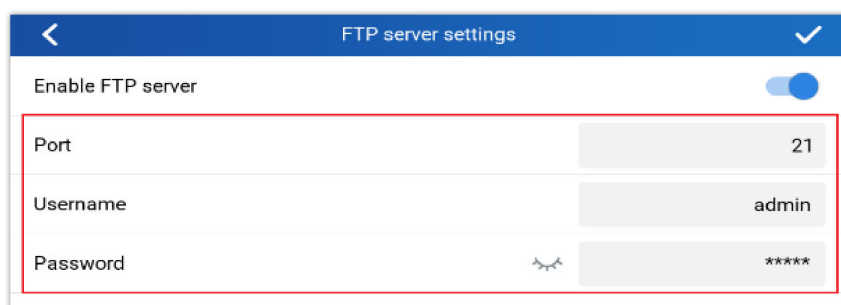 FTP server settings
Enable FTP server
Port 21
Username admin
Password *****